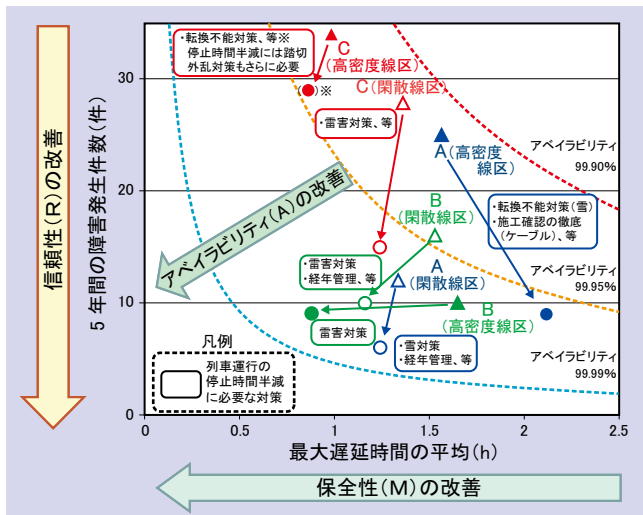 信頼性(R)の改善
5年間の障害発生件数(件)
30
20
10
0
0
0.5
1
1.5
2
2.5
最大遅延時間の平均(h)
保全性(M)の改善
アベイラビリティ(A)の改善
・転換不能対策、等※
停止時間半減には踏切
外乱対策もさらに必要
C
(高密度線区)
( )※
C(閑散線区)
・雷害対策、等
アベイラビリティ
99.90%
A(高密度
線区)
・転換不能対策(雪)
・施工確認の徹底
(ケーブル)、等
B
(閑散線区)
A
(閑散線区)
・雷害対策
・経年管理、等
アベイラビリティ
99.95%
B
(高密度線区)
雷害対策
・雪対策
・経年管理、等
アベイラビリティ
99.99%
凡例
列車運行の
停止時間半減
に必要な対策